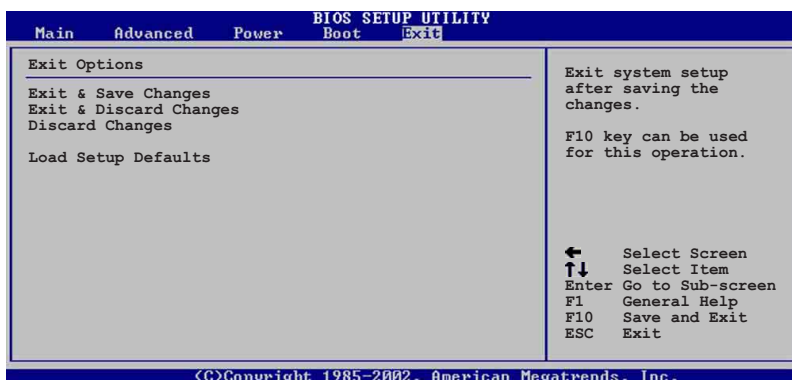 BIOS SETUP UTILITY
Main Advanced Power Boot Exit
Exit Options
Exit & Save Changes
Exit & Discard Changes
Discard Changes
Load Setup Defaults
Exit system setup
after saving the
changes.
F10 key can be used
for this operation.
← Select Screen
↑↓ Select Item
Enter Go to Sub-screen
F1 General Help
F10 Save and Exit
ESC Exit
(C)Copyright 1985-2002, American Megatrends, Inc.